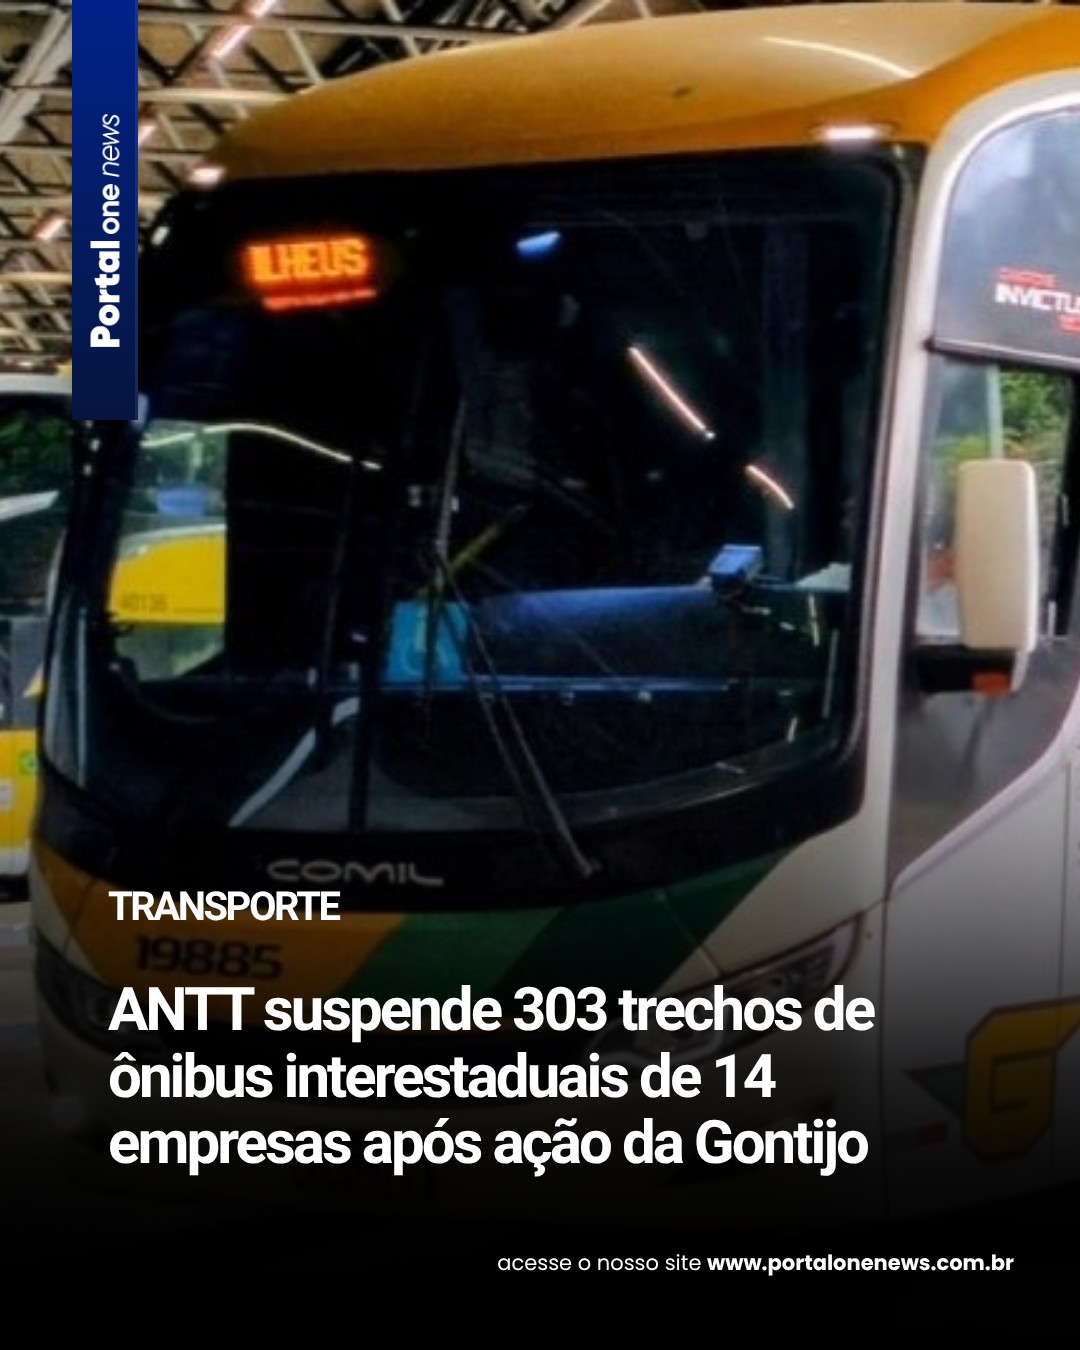 Portal one news
ILHEUS
INVICTU
COMIL
TRANSPORTE
19885
ANTT suspende 303 trechos de
ônibus interestaduais de 14
empresas após ação da Gontijo
G
acesse o nosso site www.portalonenews.com.br